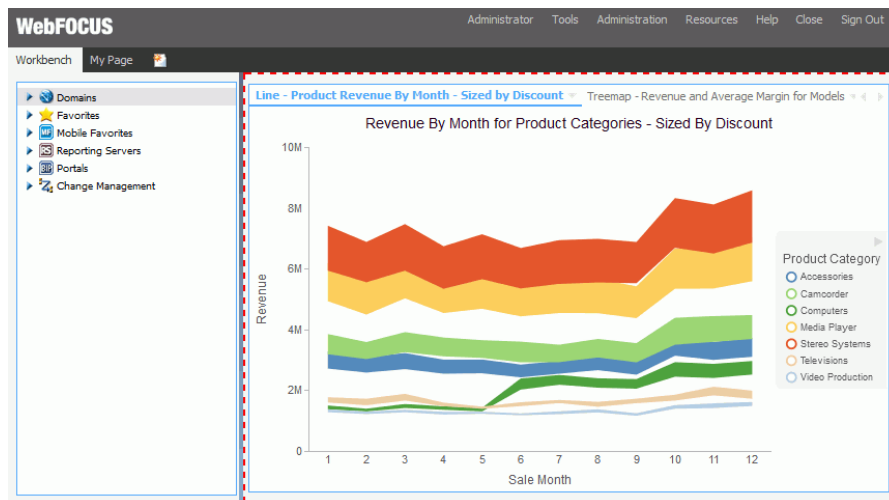 WebFOCUS
Administrator Tools Administration Resources Help Close Sign Out
Workbench My Page
Domains
Favorites
MF Mobile Favorites
RS Reporting Servers
BIP Portals
Change Management
Line - Product Revenue By Month - Sized by Discount Treemap - Revenue and Average Margin for Models
Revenue By Month for Product Categories - Sized By Discount
10M
8M
6M
4M
2M
0
Revenue
1 2 3 4 5 6 7 8 9 10 11 12
Sale Month
Product Category
Accessories
Camcorder
Computers
Media Player
Stereo Systems
Televisions
Video Production